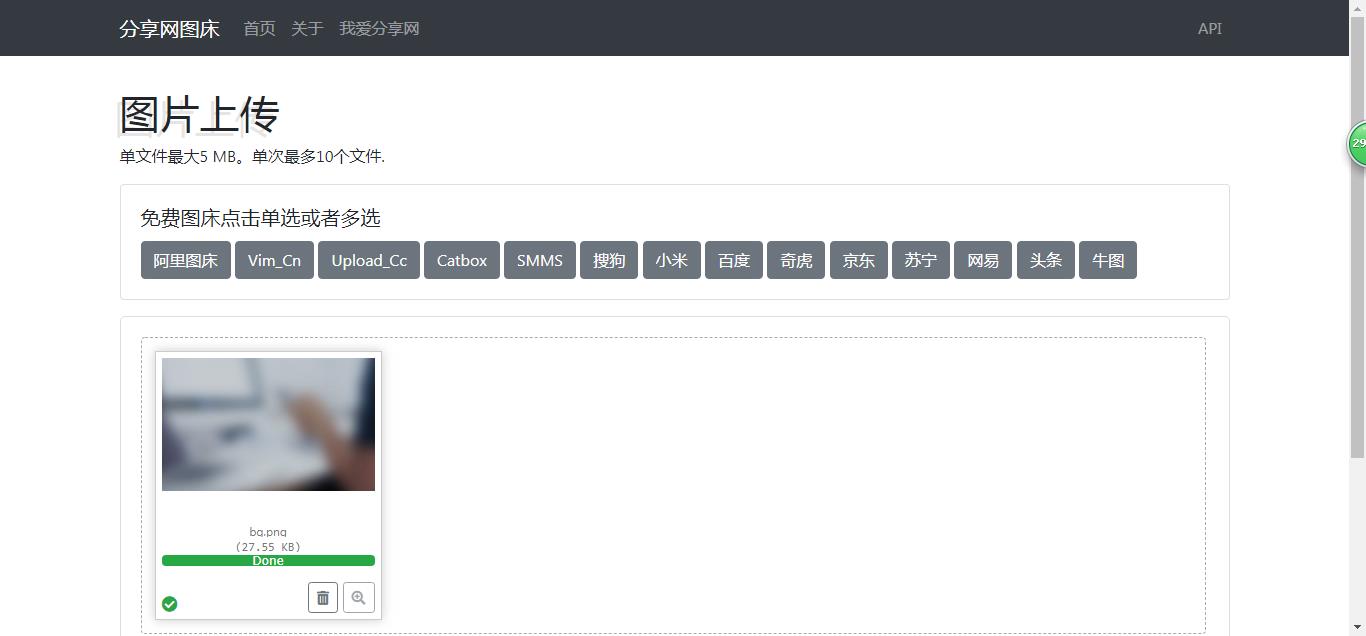 分享网图床 首页 关于 我爱分享网 API
图片上传
单文件最大5 MB。单次最多10个文件.
免费图床点击单选或者多选
阿里图床 Vim_Cn Upload_Cc Catbox SMMS 搜狗 小米 百度 奇虎 京东 苏宁 网易 头条 牛图
bg.png
(27.55 KB)
Done
29